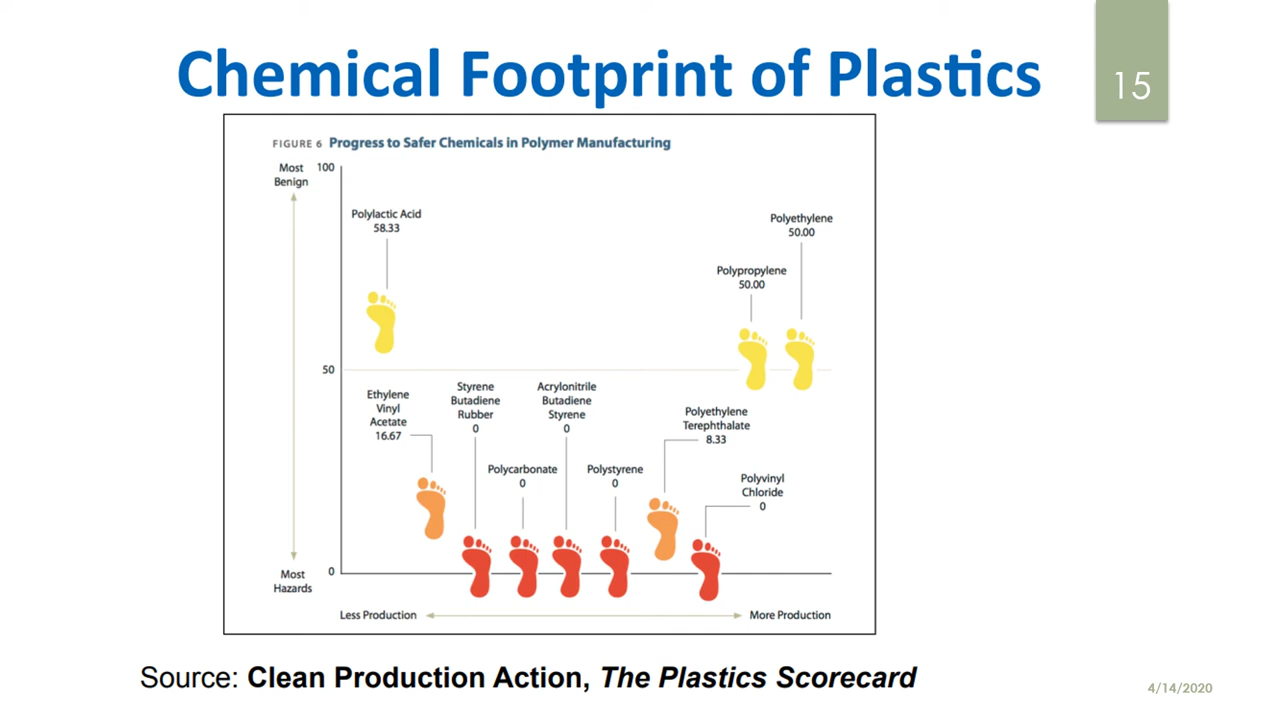 Chemical Footprint of Plastics
15
FIGURE 6 Progress to Safer Chemicals in Polymer Manufacturing
Most
Benign
100
Polylactic Acid
58.33
Polyethylene
50.00
Polypropylene
50.00
50
Ethylene
Vinyl
Acetate
16.67
Styrene
Butadiene
Rubber
0
Polycarbonate
0
Acrylonitrile
Butadiene
Styrene
0
Polystyrene
0
Polyethylene
Terephthalate
8.33
Polyvinyl
Chloride
0
0
Most
Hazards
Less Production
More Production
Source: Clean Production Action, The Plastics Scorecard
4/14/2020